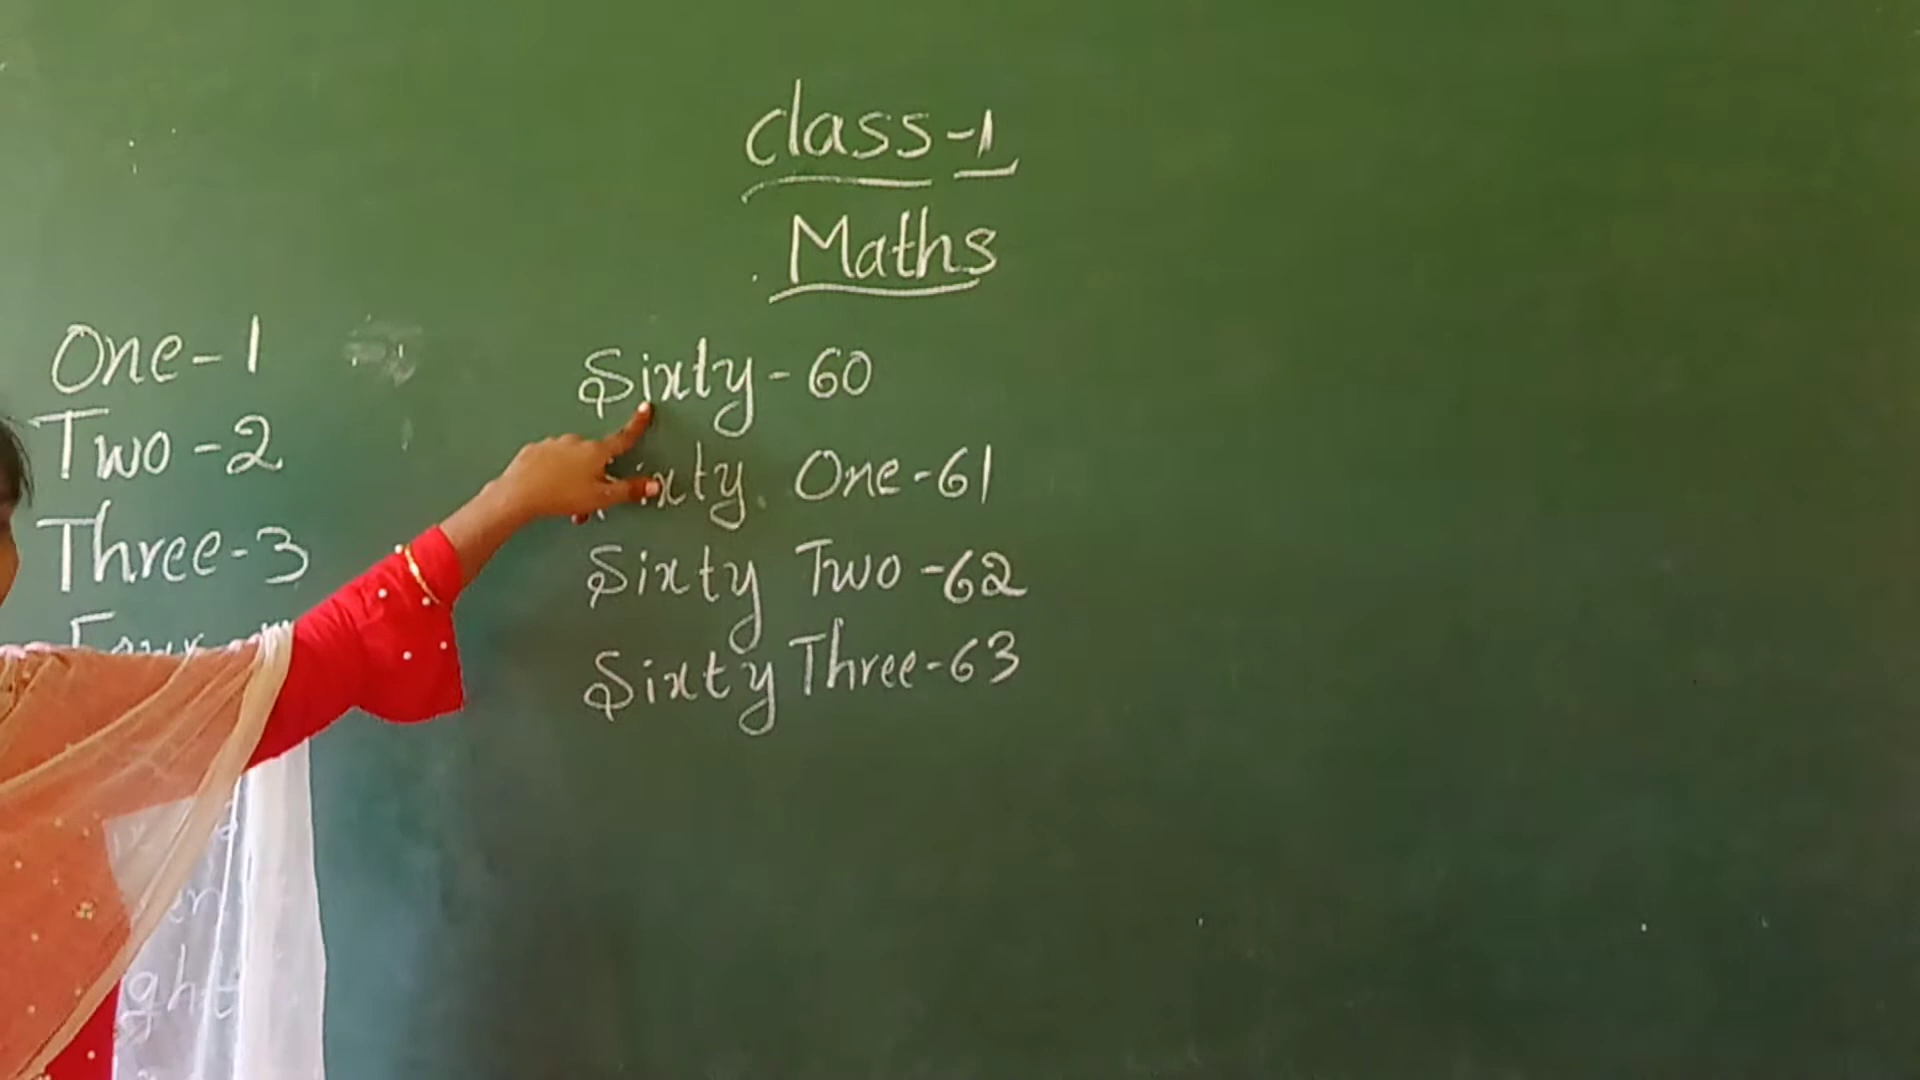 Class-1
Maths
One-1
Two-2
Three-3
Sixty-60
One-61
Sixty Two-62
Sixty Three-63